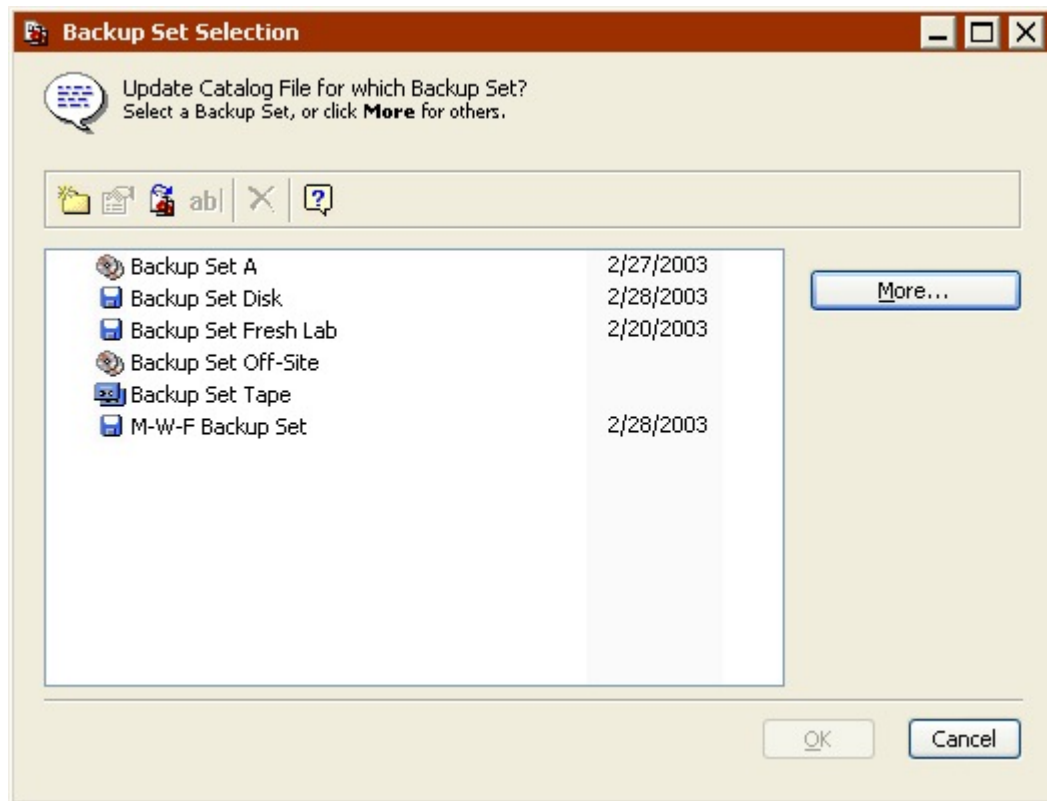 Backup Set Selection
Update Catalog File for which Backup Set?
Select a Backup Set, or click More for others.
ab|
Backup Set A 2/27/2003
Backup Set Disk 2/28/2003
Backup Set Fresh Lab 2/20/2003
Backup Set Off-Site
Backup Set Tape
M-W-F Backup Set 2/28/2003
More...
OK Cancel